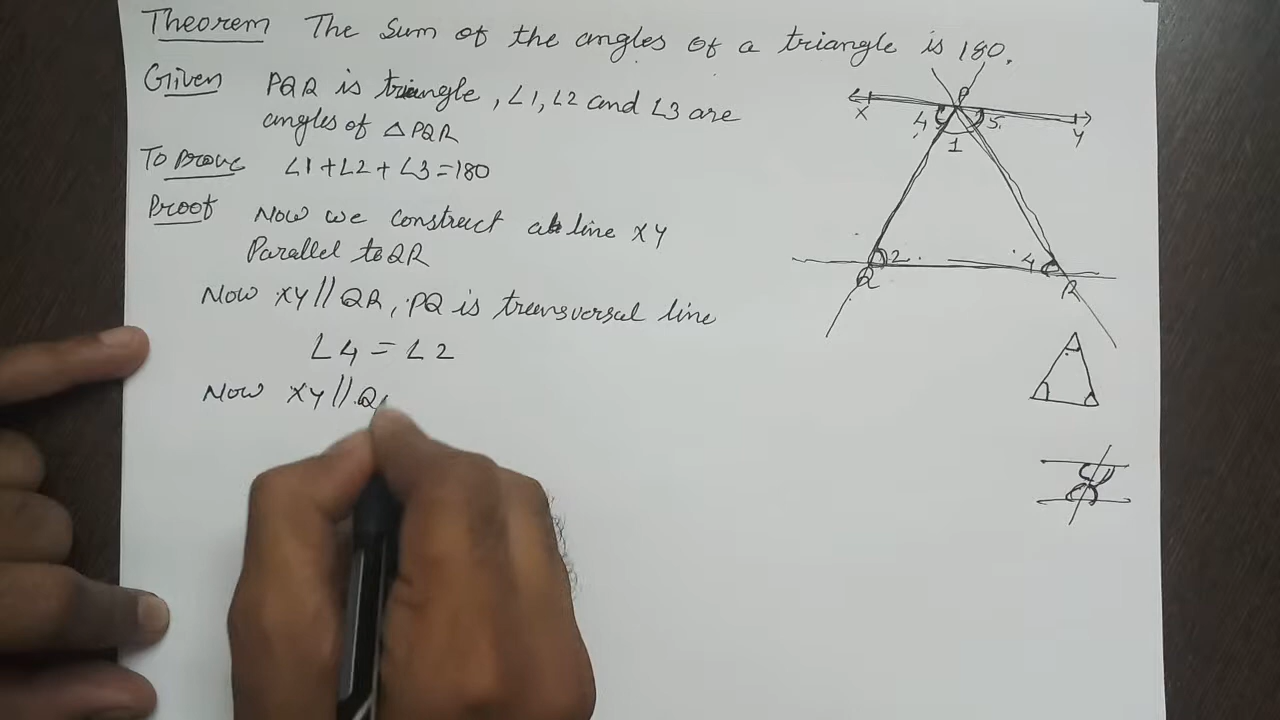 Theorem The Sum of the angles of a triangle is 180.
Given PQR is triangle, ∠1, ∠2 and ∠3 are
angles of △PQR
To prove ∠1+∠2+∠3=180
Proof Now we construct a line XY
Parallel to QR
Now XY//QR, PQ is transversal line
∠4=∠2
Now XY//QR
P
X
4
5
Y
1
2
4
Q
R